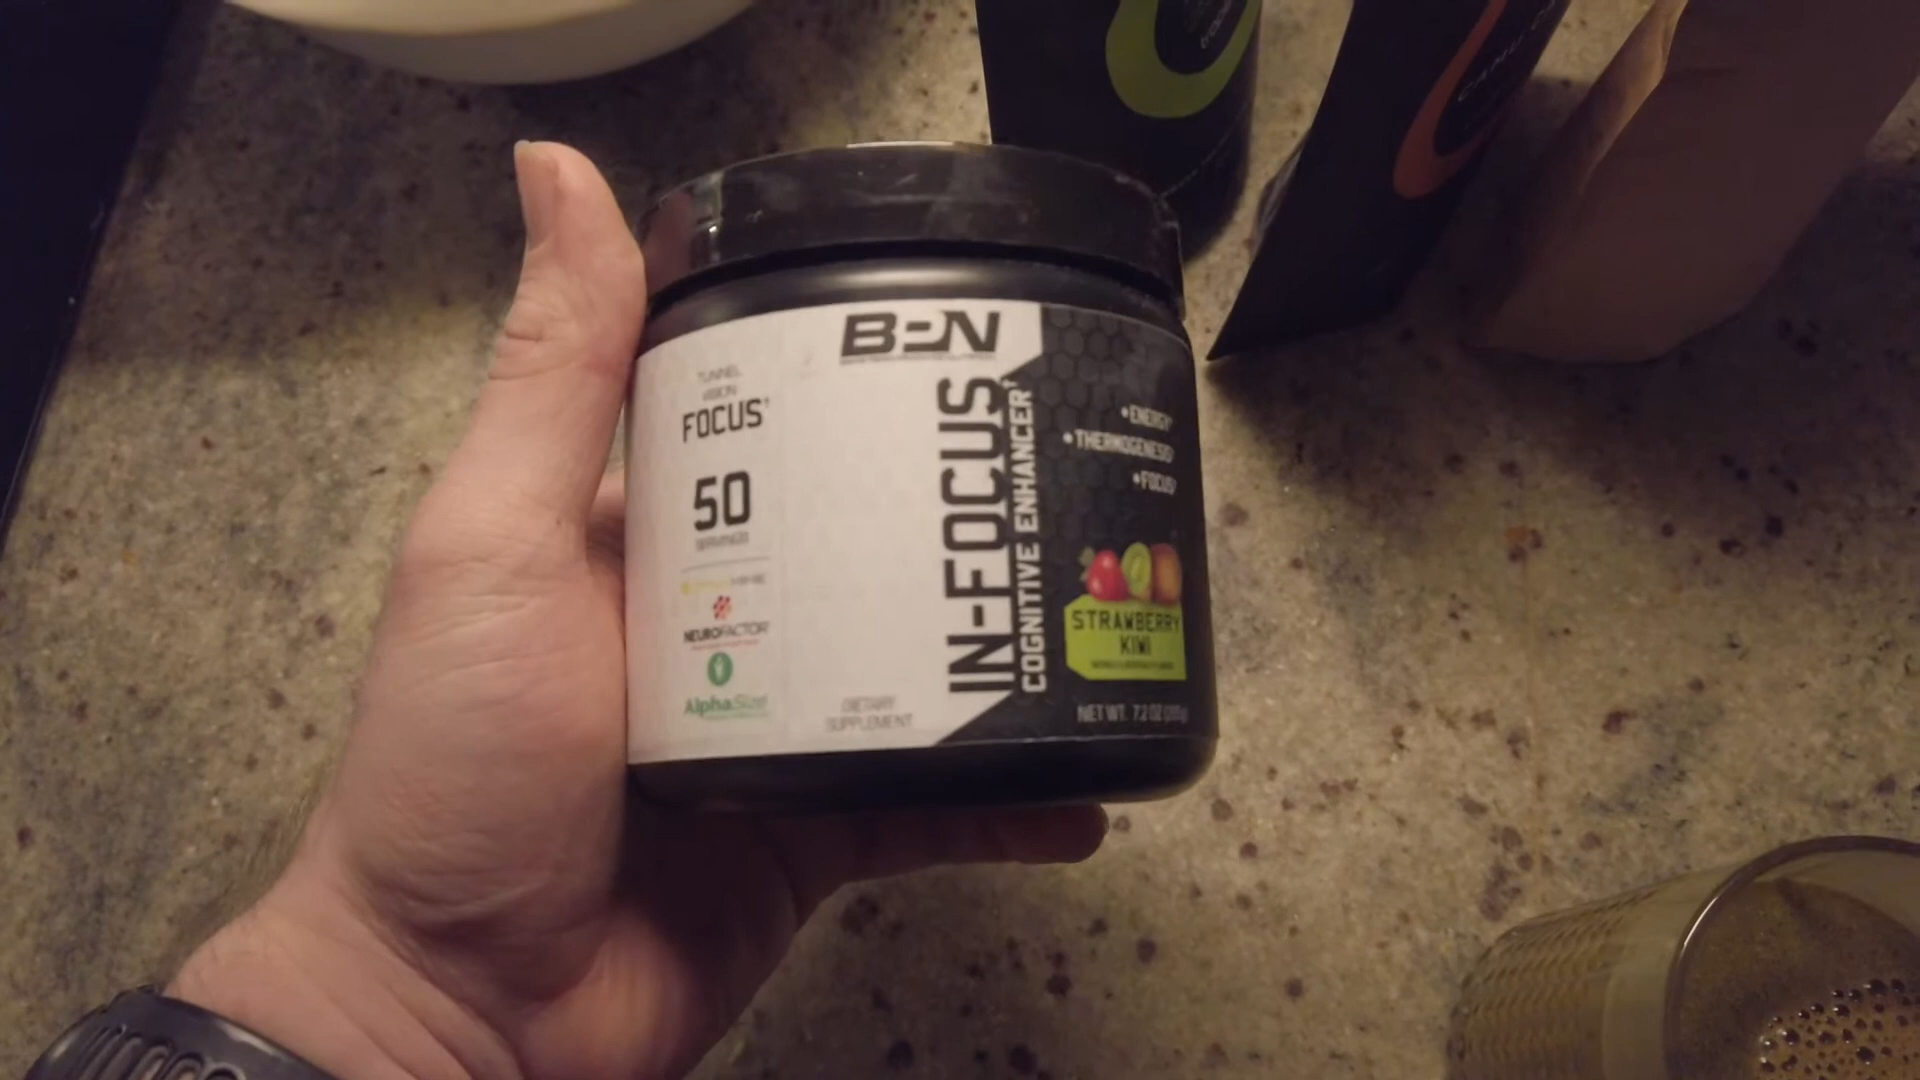 BPN
TUNNEL
VISION
FOCUS†
50
SERVINGS
NEUROFACTOR
AlphaSize
DIETARY
SUPPLEMENT
IN-FOCUS
COGNITIVE ENHANCER†
•ENERGY†
•THERMOGENESIS†
•FOCUS†
STRAWBERRY
KIWI
NET WT. 7.2 OZ